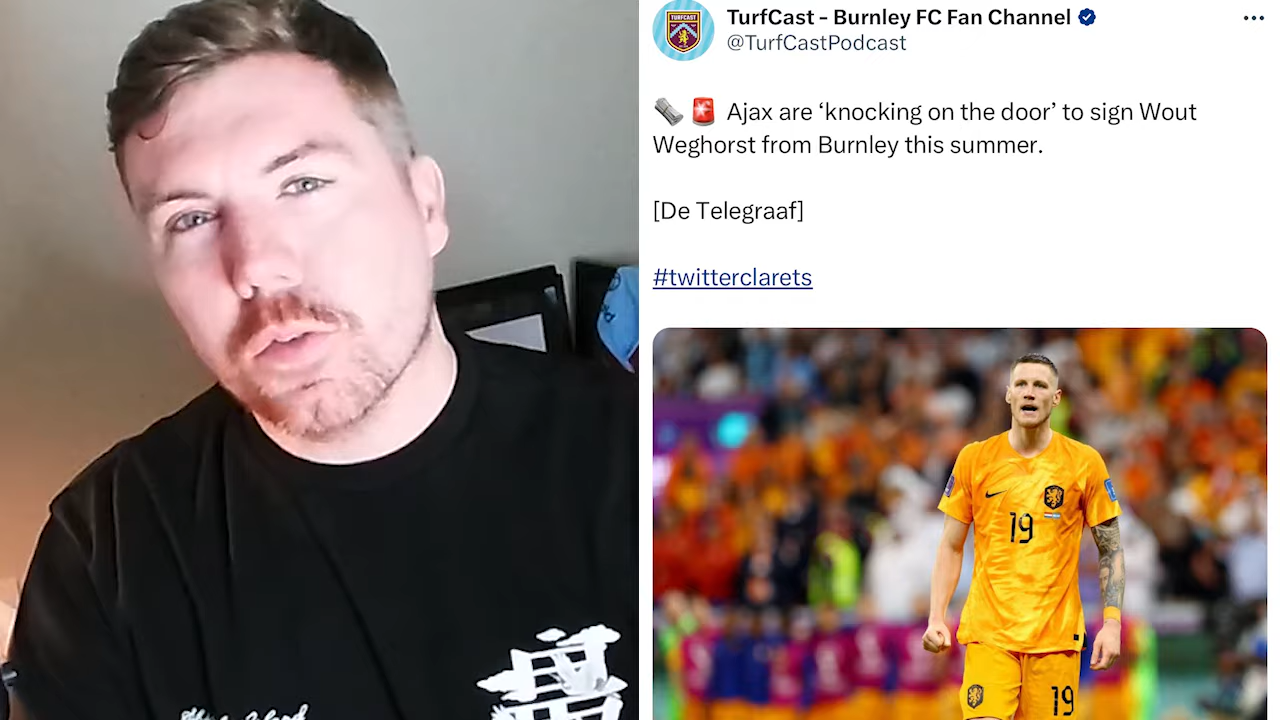 TURFCAST
TurfCast - Burnley FC Fan Channel
@TurfCastPodcast
Ajax are ‘knocking on the door’ to sign Wout
Weghorst from Burnley this summer.
[De Telegraaf]
#twitterclarets
19
19